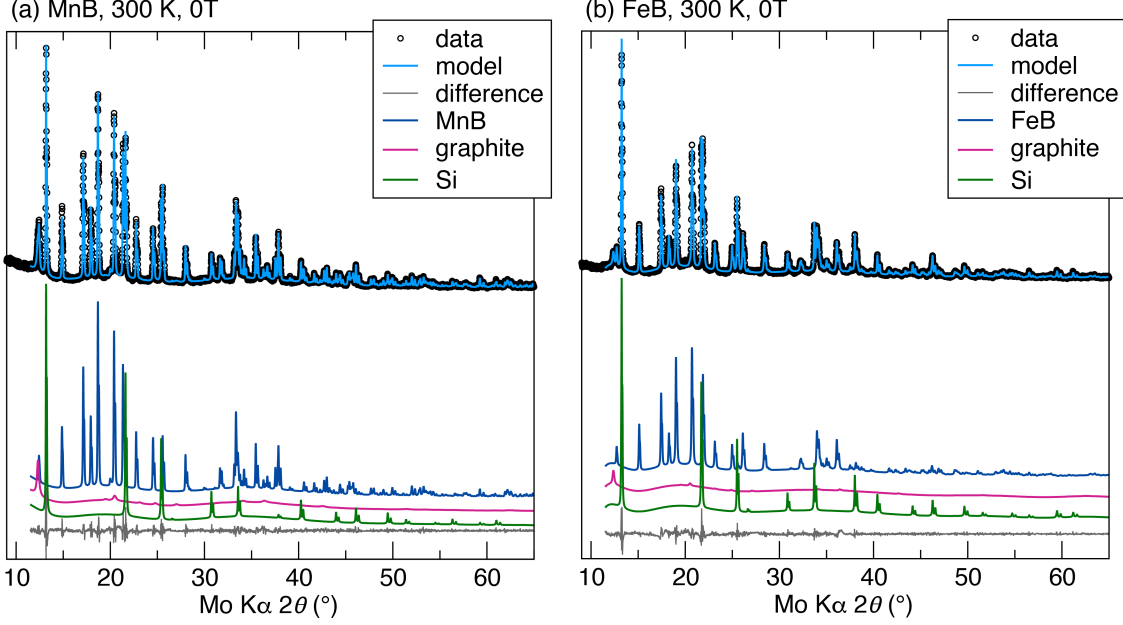 (a) MnB, 300 K, 0T
data
model
difference
MnB
graphite
Si
10 20 30 40 50 60
Mo Kα 2θ (°)
(b) FeB, 300 K, 0T
data
model
difference
FeB
graphite
Si
10 20 30 40 50 60
Mo Kα 2θ (°)